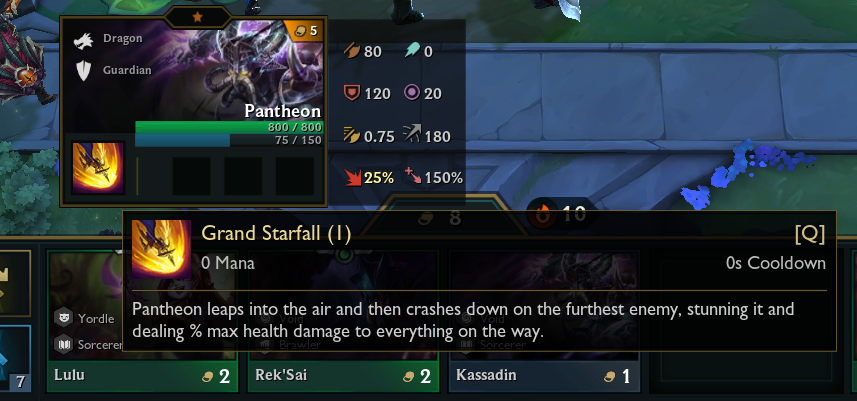 Dragon
5
Guardian
Pantheon
800 / 800
75 / 150
80
0
120
20
0.75
180
25%
150%
8
10
Grand Starfall (1)
[Q]
0 Mana
0s Cooldown
Pantheon leaps into the air and then crashes down on the furthest enemy, stunning it and
dealing % max health damage to everything on the way.
Yordle
Void
Void
Sorcerer
Brawler
Sorcerer
7
Lulu
2
Rek'Sai
2
Kassadin
1